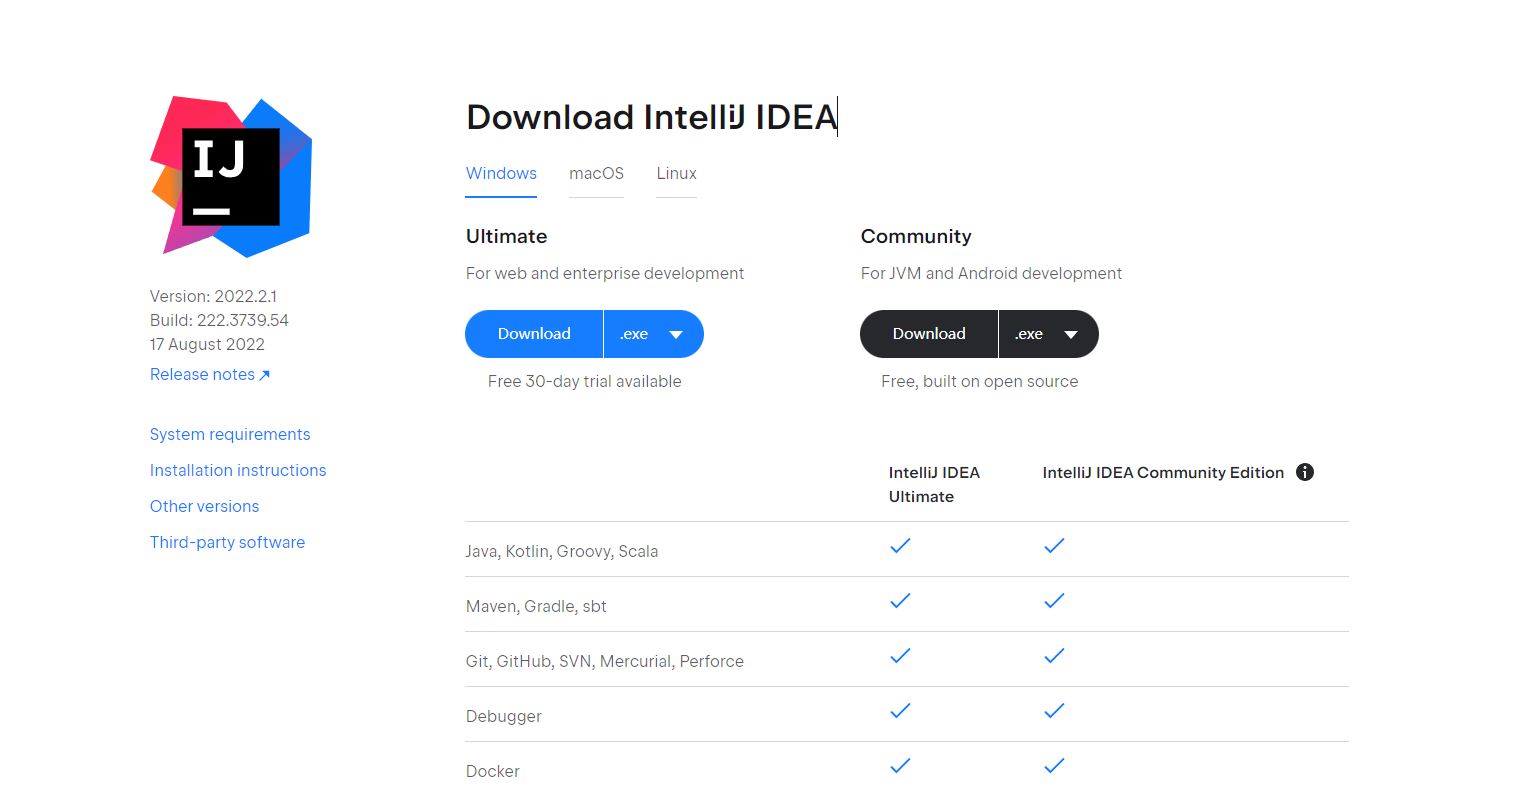 IJ
Version: 2022.2.1
Build: 222.3739.54
17 August 2022
Release notes
System requirements
Installation instructions
Other versions
Third-party software
Download IntelliJ IDEA
Windows macOS Linux
Ultimate
For web and enterprise development
Download .exe
Free 30-day trial available
Community
For JVM and Android development
Download .exe
Free, built on open source
IntelliJ IDEA
Ultimate
IntelliJ IDEA Community Edition
Java, Kotlin, Groovy, Scala
Maven, Gradle, sbt
Git, GitHub, SVN, Mercurial, Perforce
Debugger
Docker